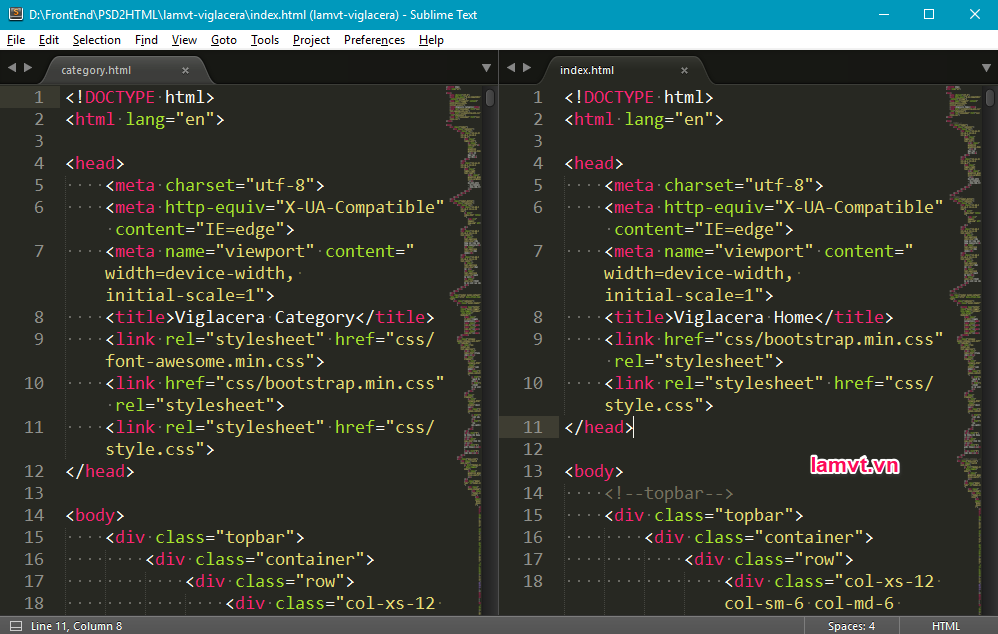 D:\FrontEnd\PSD2HTML\lamvt-viglacera\index.html (lamvt-viglacera) - Sublime Text
File Edit Selection Find View Goto Tools Project Preferences Help
category.html
1 <!DOCTYPE html>
2 <html lang="en">
3
4 <head>
5 <meta charset="utf-8">
6 <meta http-equiv="X-UA-Compatible"
content="IE=edge">
7 <meta name="viewport" content="
width=device-width,
initial-scale=1">
8 <title>Viglacera Category</title>
9 <link rel="stylesheet" href="css/
font-awesome.min.css">
10 <link href="css/bootstrap.min.css"
rel="stylesheet">
11 <link rel="stylesheet" href="css/
style.css">
12 </head>
13
14 <body>
15 <div class="topbar">
16 <div class="container">
17 <div class="row">
18 <div class="col-xs-12
index.html
1 <!DOCTYPE html>
2 <html lang="en">
3
4 <head>
5 <meta charset="utf-8">
6 <meta http-equiv="X-UA-Compatible"
content="IE=edge">
7 <meta name="viewport" content="
width=device-width,
initial-scale=1">
8 <title>Viglacera Home</title>
9 <link href="css/bootstrap.min.css"
rel="stylesheet">
10 <link rel="stylesheet" href="css/
style.css">
11 </head>
12
13 <body>
14 <!--topbar-->
15 <div class="topbar">
16 <div class="container">
17 <div class="row">
18 <div class="col-xs-12
col-sm-6 col-md-6
lamvt.vn
Line 11, Column 8
Spaces: 4
HTML